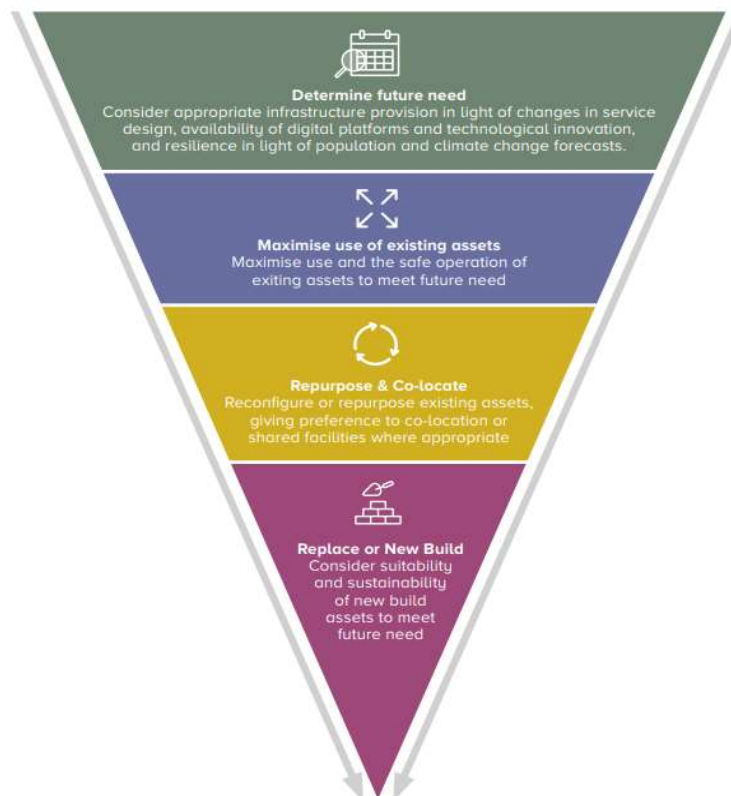 Determine future need
Consider appropriate infrastructure provision in light of changes in service
design, availability of digital platforms and technological innovation,
and resilience in light of population and climate change forecasts.
Maximise use of existing assets
Maximise use and the safe operation of
exiting assets to meet future need
Repurpose & Co-locate
Reconfigure or repurpose existing assets,
giving preference to co-location or
shared facilities where appropriate
Replace or New Build
Consider suitability
and sustainability
of new build
assets to meet
future need